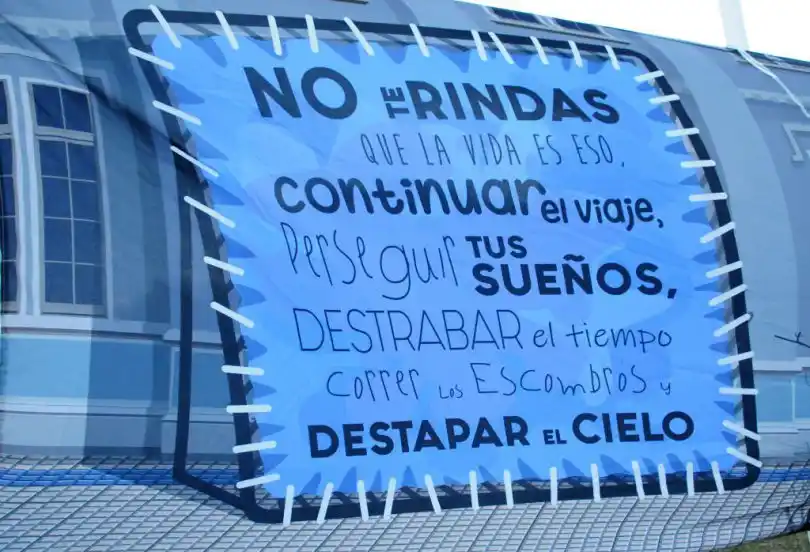 NO TE RINDAS
QUE LA VIDA ES ESO,
continuar el viaje,
PERSEGUIR TUS
SUEÑOS,
DESTRABAR el tiempo
correr Los Escombros y
DESTAPAR EL CIELO